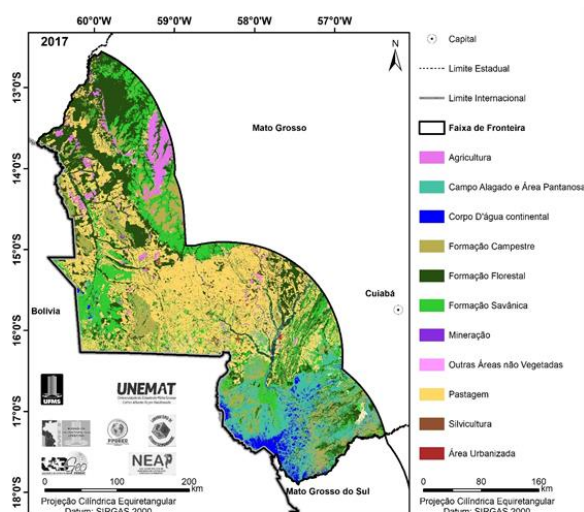 60°0'W 59°0'W 58°0'W 57°0'W
2017
N
13°0'S
14°0'S
15°0'S
16°0'S
17°0'S
18°0'S
Mato Grosso
Cuiabá
Bolivia
Mato Grosso do Sul
UFMS
UNEMAT
PPGGEO
NEAP
0 100 200
km
Projeção Cilíndrica Equiretangular
Datum: SIRGAS 2000
Capital
Limite Estadual
Limite Internacional
Faixa de Fronteira
Agricultura
Campo Alagado e Área Pantanosa
Corpo D'água continental
Formação Campestre
Formação Florestal
Formação Savânica
Mineração
Outras Áreas não Vegetadas
Pastagem
Silvicultura
Área Urbanizada
0 80 160
km
Projeção Cilíndrica Equiretangular
Datum: SIRGAS 2000